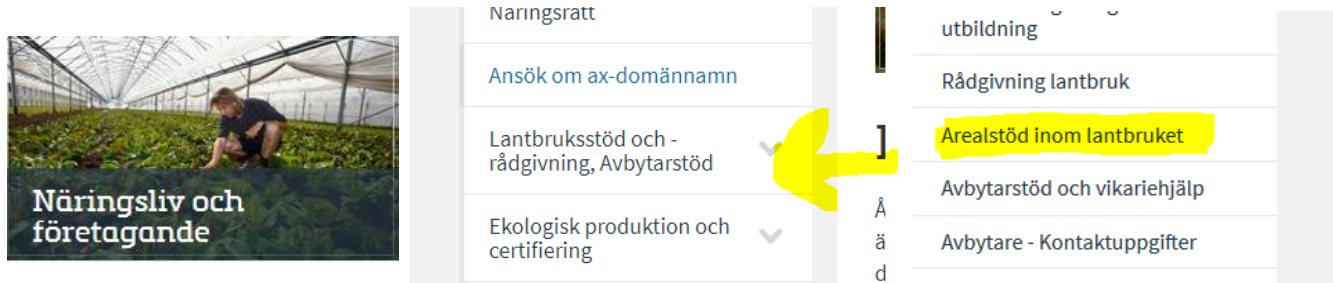 Näringsliv och
företagande
Näringsrätt
Ansök om ax-domännamn
Lantbruksstöd och -
rådgivning, Avbytarstöd
Ekologisk produktion och
certifiering
Å
ä
d
utbildning
Rådgivning lantbruk
Arealstöd inom lantbruket
Avbytarstöd och vikariehjälp
Avbytare - Kontaktuppgifter